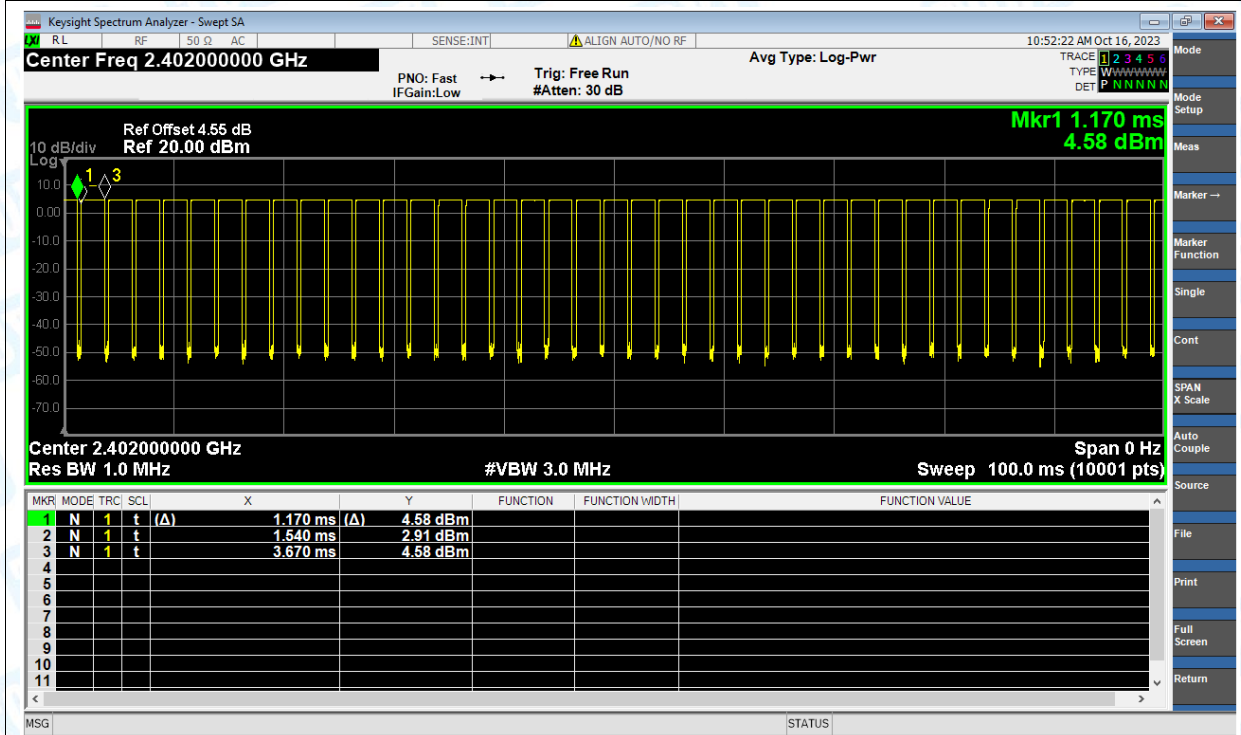 Keysight Spectrum Analyzer - Swept SA
LXI RL RF 50 Ω AC SENSE:INT ALIGN AUTO/NO RF 10:52:22 AM Oct 16, 2023
Center Freq 2.402000000 GHz
Avg Type: Log-Pwr
TRACE 1 2 3 4 5 6
PNO: Fast Trig: Free Run
TYPE WWWWWW
IFGain:Low #Atten: 30 dB
DET P NNNNN
Mkr1 1.170 ms
4.58 dBm
Ref Offset 4.55 dB
10 dB/div Ref 20.00 dBm
Log
1 3
10.0
0.00
-10.0
-20.0
-30.0
-40.0
-50.0
-60.0
-70.0
Center 2.402000000 GHz Span 0 Hz
Res BW 1.0 MHz #VBW 3.0 MHz Sweep 100.0 ms (10001 pts)
MKR MODE TRC SCL X Y FUNCTION FUNCTION WIDTH FUNCTION VALUE
1 N 1 t (Δ) 1.170 ms (Δ) 4.58 dBm
2 N 1 t 1.540 ms 2.91 dBm
3 N 1 t 3.670 ms 4.58 dBm
4
5
6
7
8
9
10
11
MSG STATUS
Mode
Mode
Setup
Meas
Marker →
Marker
Function
Single
Cont
SPAN
X Scale
Auto
Couple
Source
File
Print
Full
Screen
Return